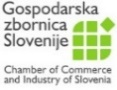 Gospodarska
zbornica
Slovenije
Chamber of Commerce
and Industry of Slovenia